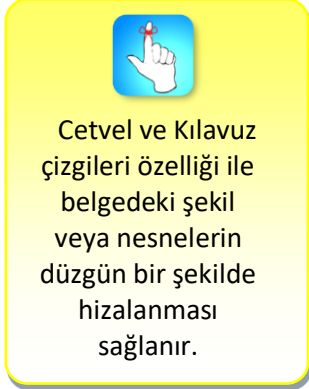 Cetvel ve Kılavuz
çizgileri özelliği ile
belgedeki şekil
veya nesnelerin
düzgün bir şekilde
hizalanması
sağlanır.